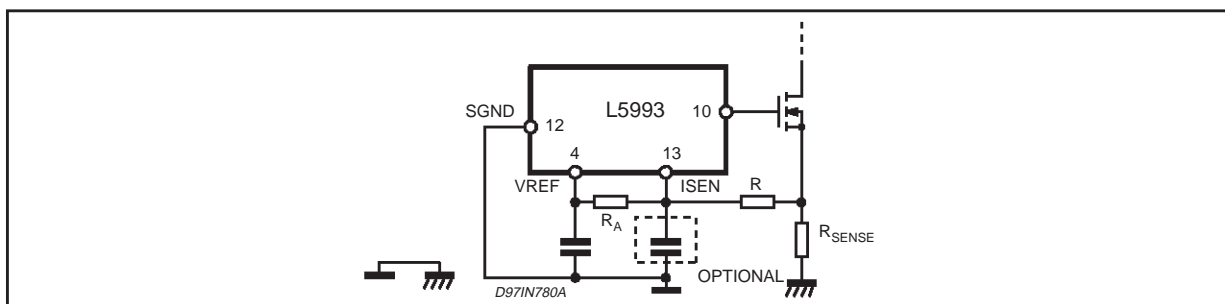 L5993
SGND
12
10
4
13
VREF
ISEN
R
RA
RSENSE
OPTIONAL
D97IN780A